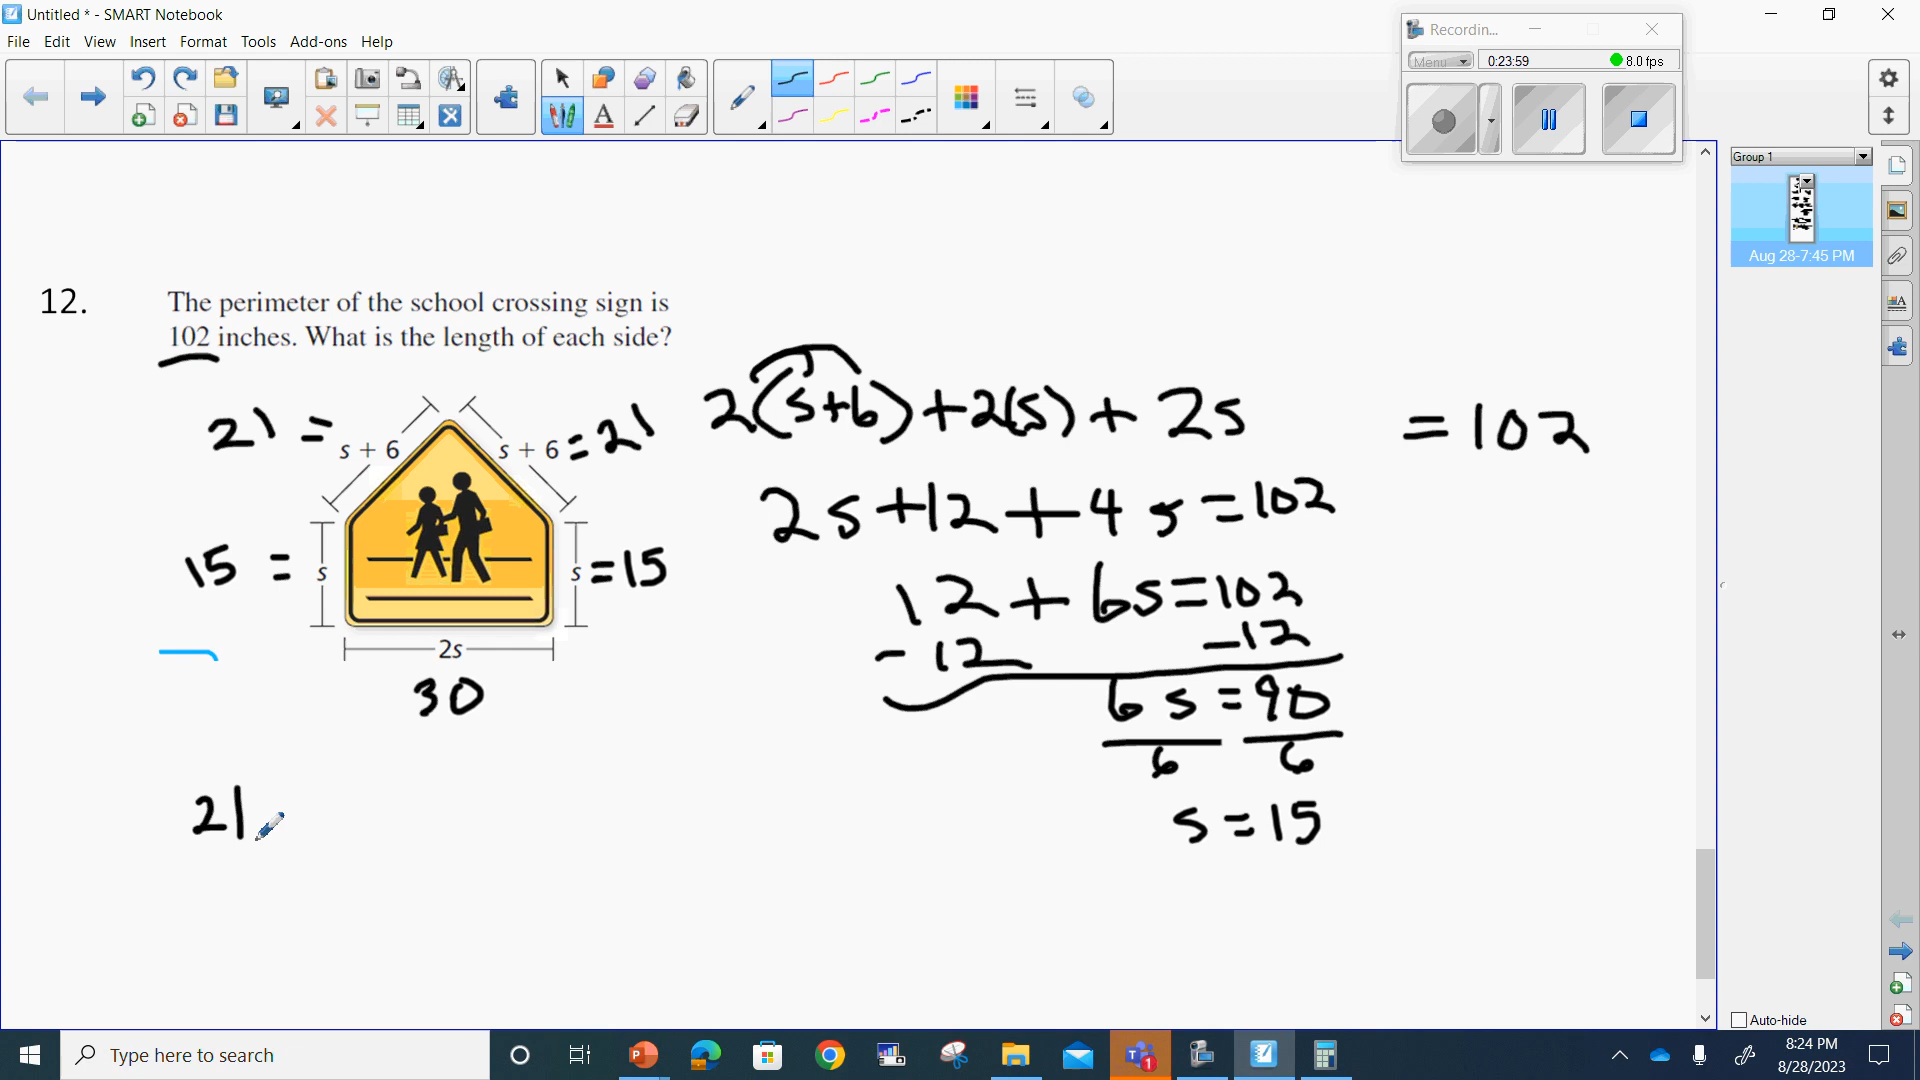 Untitled * - SMART Notebook
File Edit View Insert Format Tools Add-ons Help
Recordin...
Menu 0:23:59 8.0 fps
A
Group 1
Aug 28-7:45 PM
12. The perimeter of the school crossing sign is
102 inches. What is the length of each side?
21 = s + 6 s + 6 = 21
15 = s s = 15
2s
30
21
2(s+6)+2(s)+ 2s = 102
2s+12+4s=102
12+6s=102
-12 -12
6s=90
6 6
s=15
Auto-hide
Type here to search
8:24 PM
8/28/2023